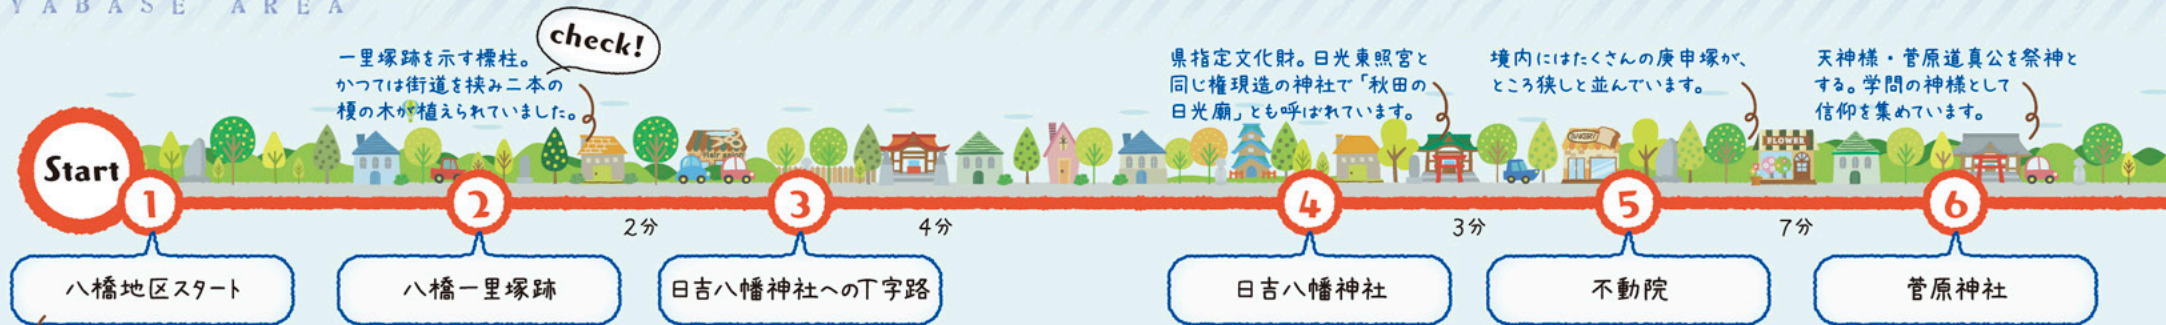 YABASE AREA
check!
一里塚跡を示す標柱。
かつては街道を挟み二本の
榎の木が植えられていました。
県指定文化財。日光東照宮と
同じ権現造の神社で「秋田の
日光廟」とも呼ばれています。
境内にはたくさんの庚申塚が、
ところ狭しと並んでいます。
天神様・菅原道真公を祭神と
する。学問の神様として
信仰を集めています。
Hair salon
BAKERY
FLOWER
Start
1
2
3
4
5
6
2分
4分
3分
7分
八橋地区スタート
八橋一里塚跡
日吉八幡神社への丁字路
日吉八幡神社
不動院
菅原神社